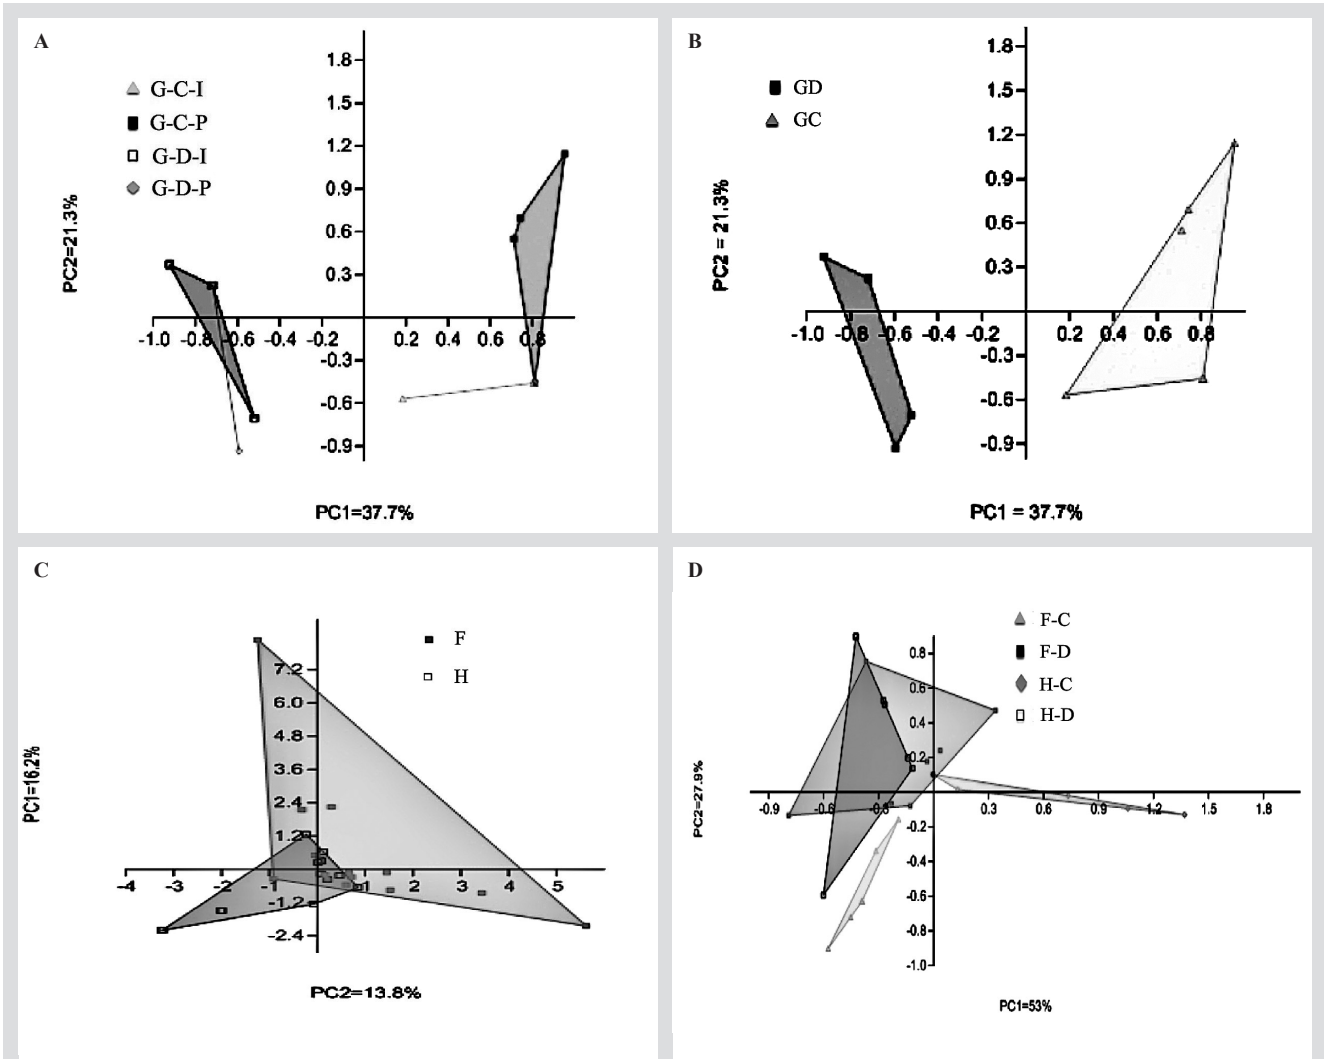 A
G-C-I
G-C-P
G-D-I
G-D-P
1.8
1.5
1.2
0.9
0.6
0.3
-0.3
-0.6
-0.9
-1.0 -0.8 -0.6 -0.4 -0.2 0.2 0.4 0.6 0.8
PC2=21.3%
PC1=37.7%
B
GD
GC
1.8
1.5
1.2
0.9
0.6
0.3
-0.3
-0.6
-0.9
-1.0 -0.8 -0.6 -0.4 -0.2 0.2 0.4 0.6 0.8
PC2 = 21.3%
PC1 = 37.7%
C
F
H
7.2
6.0
4.8
3.6
2.4
1.2
-1.2
-2.4
-4 -3 -2 -1 1 2 3 4 5
PC1=16.2%
PC2=13.8%
D
F-C
F-D
H-C
H-D
0.8
0.6
0.4
0.2
-0.2
-0.4
-0.6
-0.8
-1.0
-0.9 -0.6 -0.3 0.3 0.6 0.9 1.2 1.5 1.8
PC2=27.9%
PC1=53%